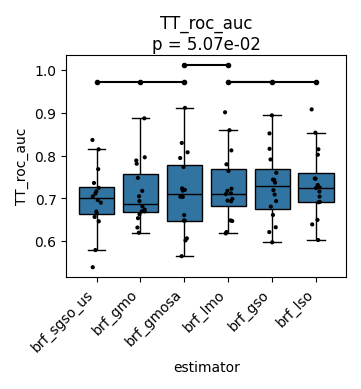 TT_roc_auc
p = 5.07e-02
TT_roc_auc
1.0
0.9
0.8
0.7
0.6
brf_sgso_us
brf_gmo
brf_gmosa
brf_lmo
brf_gso
brf_lso
estimator